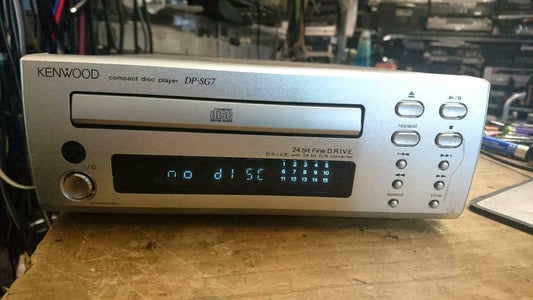 KENWOOD compact disc player DP-SG7
repeat
24 bit Fine D.R.I.V.E.
D.R.I.V.E. with 24 bit D/A converter
no dISC
1 2 3 4 5
6 7 8 9 10
11 12 13 14 15
space
time